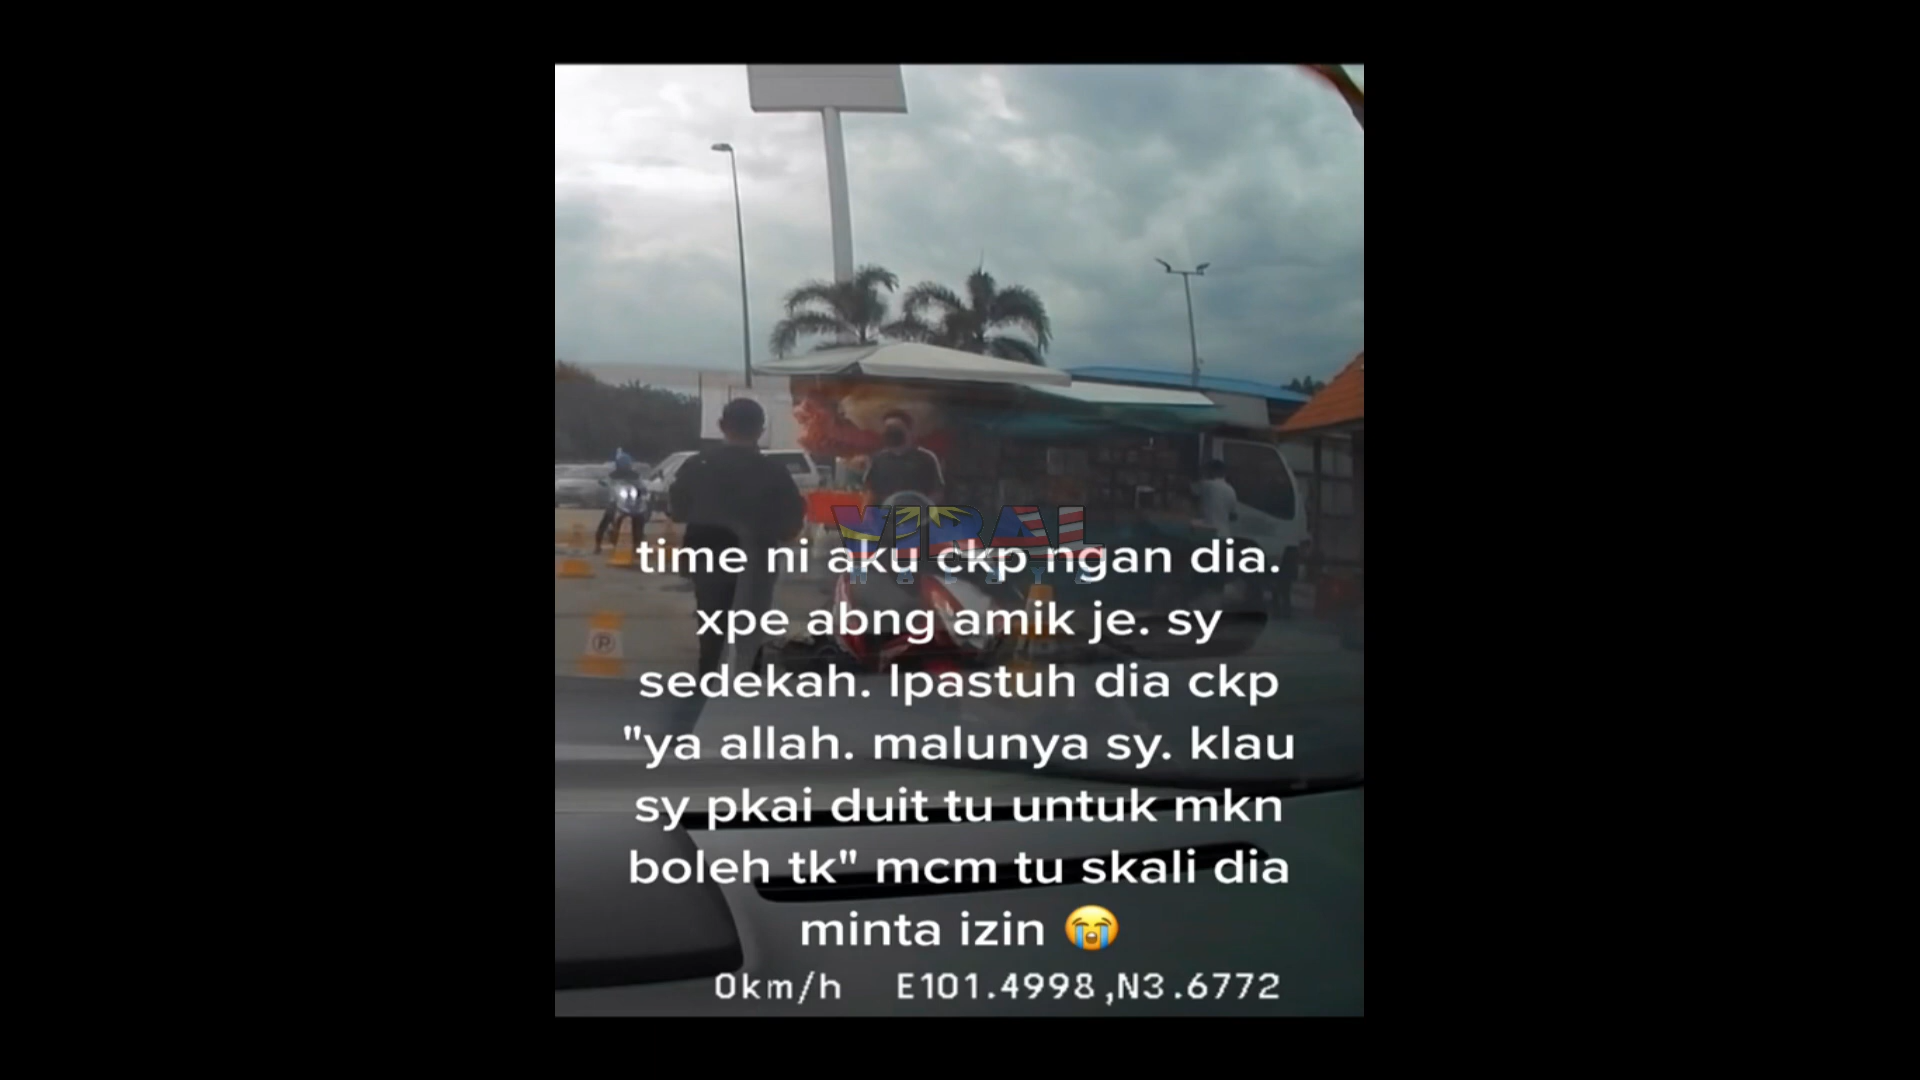 VIRAL
MALAYA
time ni aku ckp ngan dia.
xpe abng amik je. sy
sedekah. lpastuh dia ckp
"ya allah. malunya sy. klau
sy pkai duit tu untuk mkn
boleh tk" mcm tu skali dia
minta izin 😭
P
0km/h E101.4998,N3.6772